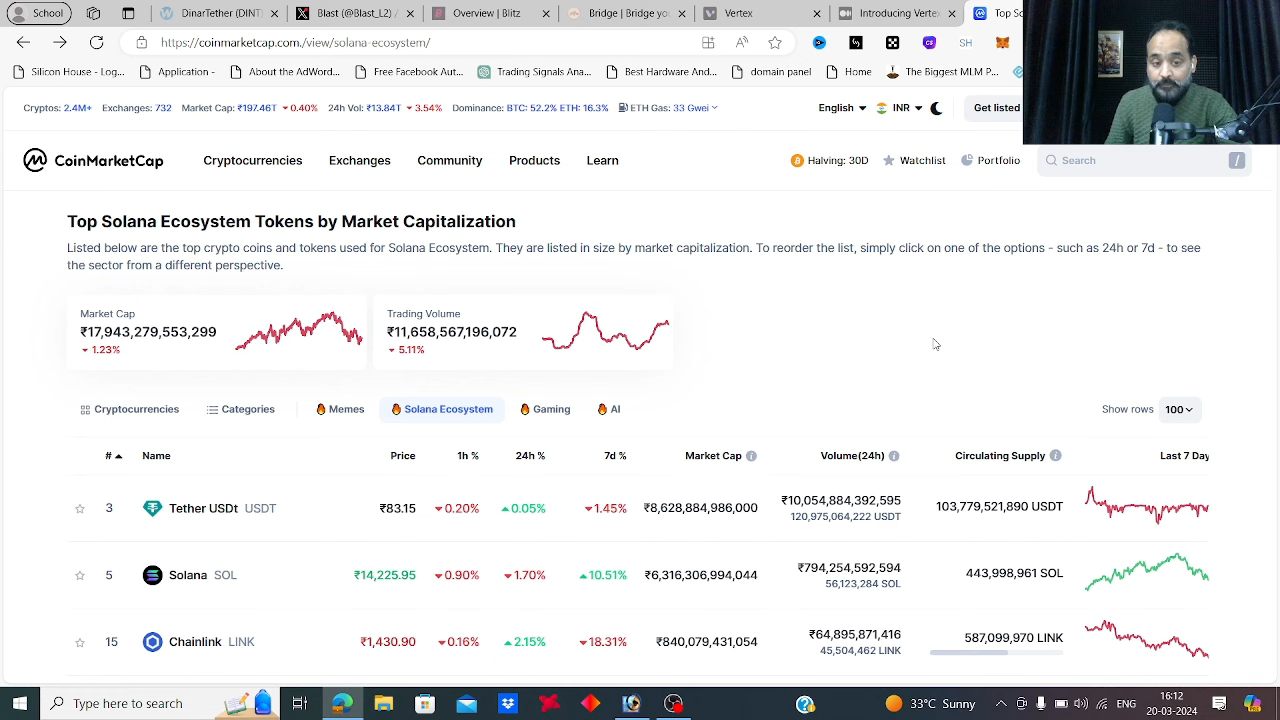 School
CoinarTether (DINT)
Blast (@Blast_L2) /
Pacmoon Blitz
Bridge your b
Vertex
Introducing Vertex
Top So
https://coinmarketcap.com/view/solana-ecosystem/
Silicon House - Log...
Application -
About the AdWord...
Free Facebook Aut...
Trading Signals And...
Best Hardware And...
domain panel
Home
The Best MLM P...
Cryptos: 2.4M+ Exchanges: 732 Market Cap: ₹197.46T 0.40% 24h Vol: ₹13.84T 3.54% Dominance: BTC: 52.2% ETH: 16.3% ETH Gas: 33 Gwei
English INR Get listed
CoinMarketCap Cryptocurrencies Exchanges Community Products Learn Halving: 30D Watchlist Portfolio Search /
Top Solana Ecosystem Tokens by Market Capitalization
Listed below are the top crypto coins and tokens used for Solana Ecosystem. They are listed in size by market capitalization. To reorder the list, simply click on one of the options - such as 24h or 7d - to see
the sector from a different perspective.
Market Cap
₹17,943,279,553,299
1.23%
Trading Volume
₹11,658,567,196,072
5.11%
Cryptocurrencies Categories Memes Solana Ecosystem Gaming AI Show rows 100
# Name Price 1h % 24h % 7d % Market Cap Volume(24h) Circulating Supply Last 7 Day
3 Tether USDt USDT ₹83.15 0.20% 0.05% 1.45% ₹8,628,884,986,000 ₹10,054,884,392,595 103,779,521,890 USDT
120,975,064,222 USDT
5 Solana SOL ₹14,225.95 0.90% 1.70% 10.51% ₹6,316,306,994,044 ₹794,254,592,594 443,998,961 SOL
56,123,284 SOL
15 Chainlink LINK ₹1,430.90 0.16% 2.15% 18.31% ₹840,079,431,054 ₹64,895,871,416 587,099,970 LINK
45,504,462 LINK
Type here to search
33°C Sunny
ENG
16:12
20-03-2024